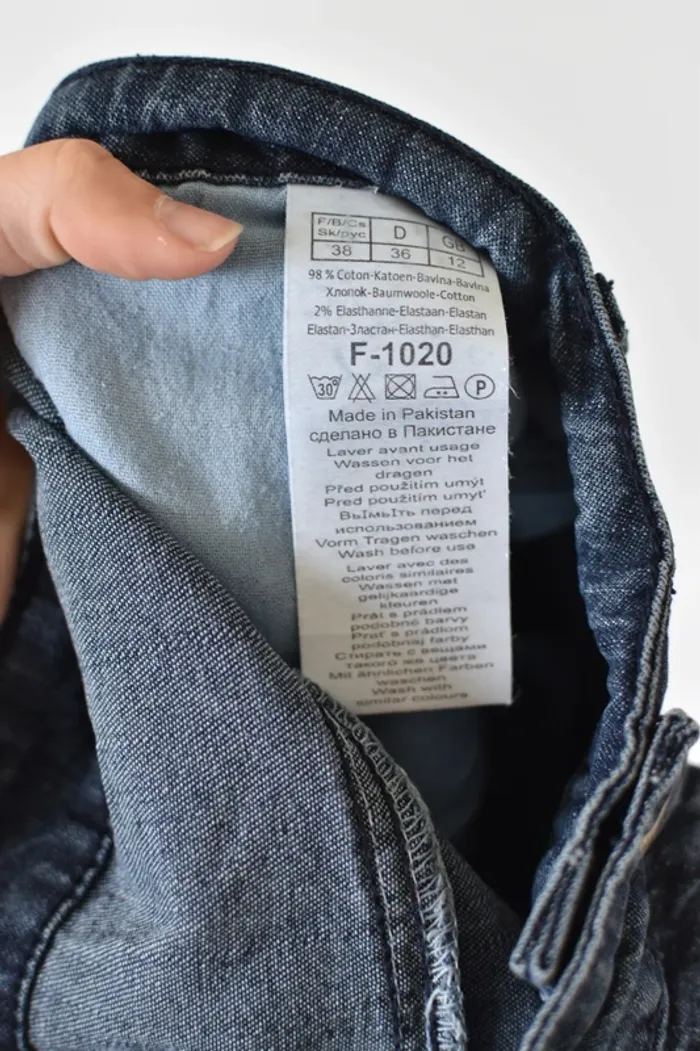 F/B/Cs D GB
Sk/рус
38 36 12
98 % Coton-Katoen-Bavlna-Bavlna
Хлопок-Baumwoole-Cotton
2% Elasthanne-Elastaan-Elastan
Elastan-Эластан-Elasthan-Elasthan
F-1020
30° P
Made in Pakistan
сделано в Пакистане
Laver avant usage
Wassen voor het
dragen
Před použitím umýt
Pred použitím umyt'
ВыІмЬІть перед
использованием
Vorm Tragen waschen
Wash before use
Laver avec des
coloris similaires
Wassen met
gelijkaardige
kleuren
Prát s prádlem
podobné barvy
Prat' s prádlom
podobnaj farby
Стирать с вещами
такого же цвета
Mit ähnlichen Farben
waschen
Wash with
similar colours